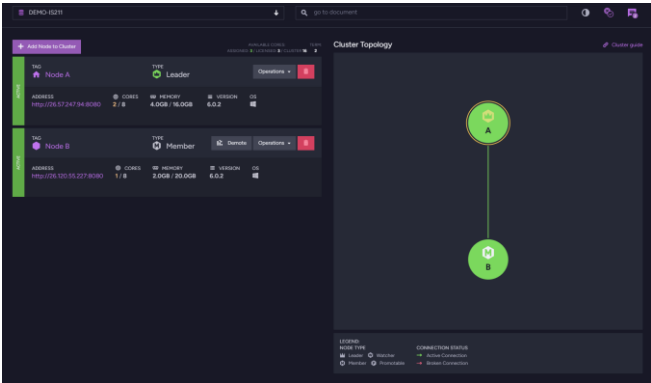 DEMO-IS211
go to document
Add Node to Cluster
AVAILABLE CORES
TERM
Cluster Topology
Cluster guide
ACTIVE
TAG
Node A
TYPE
Leader
Operations
ADDRESS
http://26.57.247.94:8080
CORES
2 / 8
MEMORY
4.0GB / 16.0GB
VERSION
6.0.2
OS
ACTIVE
TAG
Node B
TYPE
Member
Demote
Operations
ADDRESS
http://26.120.55.227:8080
CORES
1 / 8
MEMORY
2.0GB / 20.0GB
VERSION
6.0.2
OS
A
B
LEGEND:
NODE TYPE
Leader Watcher
Member Promotable
CONNECTION STATUS
Active Connection
Broken Connection